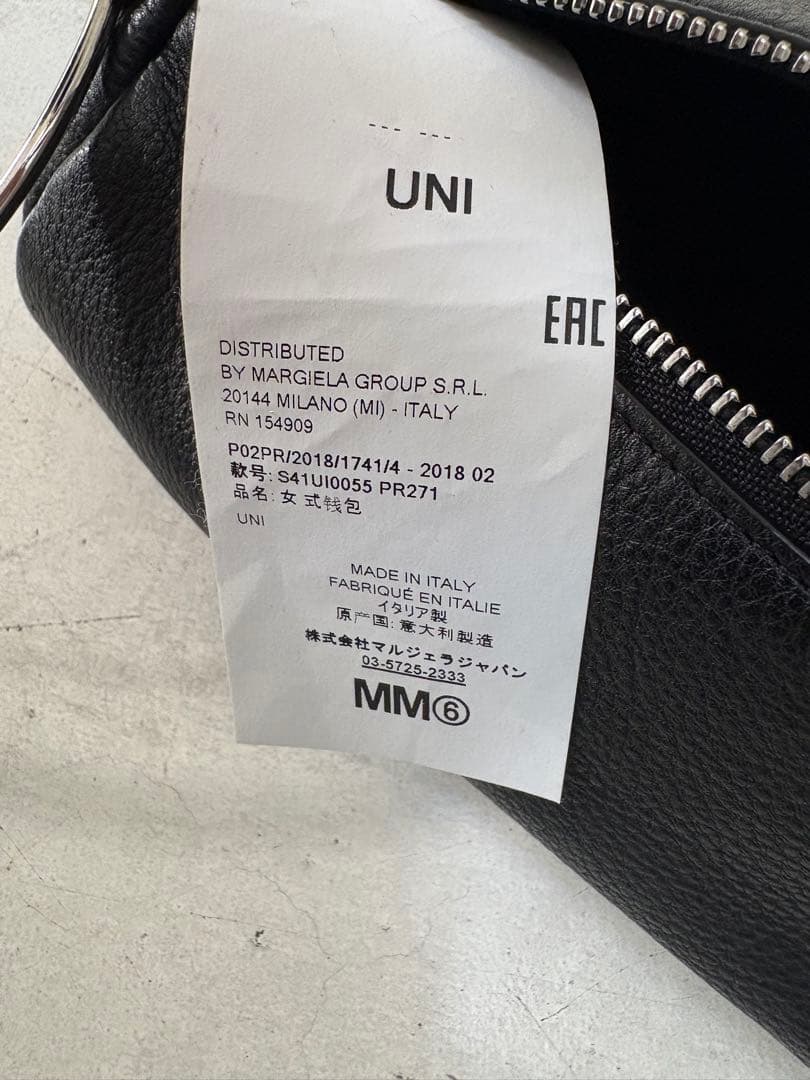 --- ---
UNI
EAC
DISTRIBUTED
BY MARGIELA GROUP S.R.L.
20144 MILANO (MI) - ITALY
RN 154909
P02PR/2018/1741/4 - 2018 02
款号: S41UI0055 PR271
品名: 女 式钱包
UNI
MADE IN ITALY
FABRIQUÉ EN ITALIE
イタリア製
原产国: 意大利製造
株式会社マルジェラジャパン
03-5725-2333
MM⑥